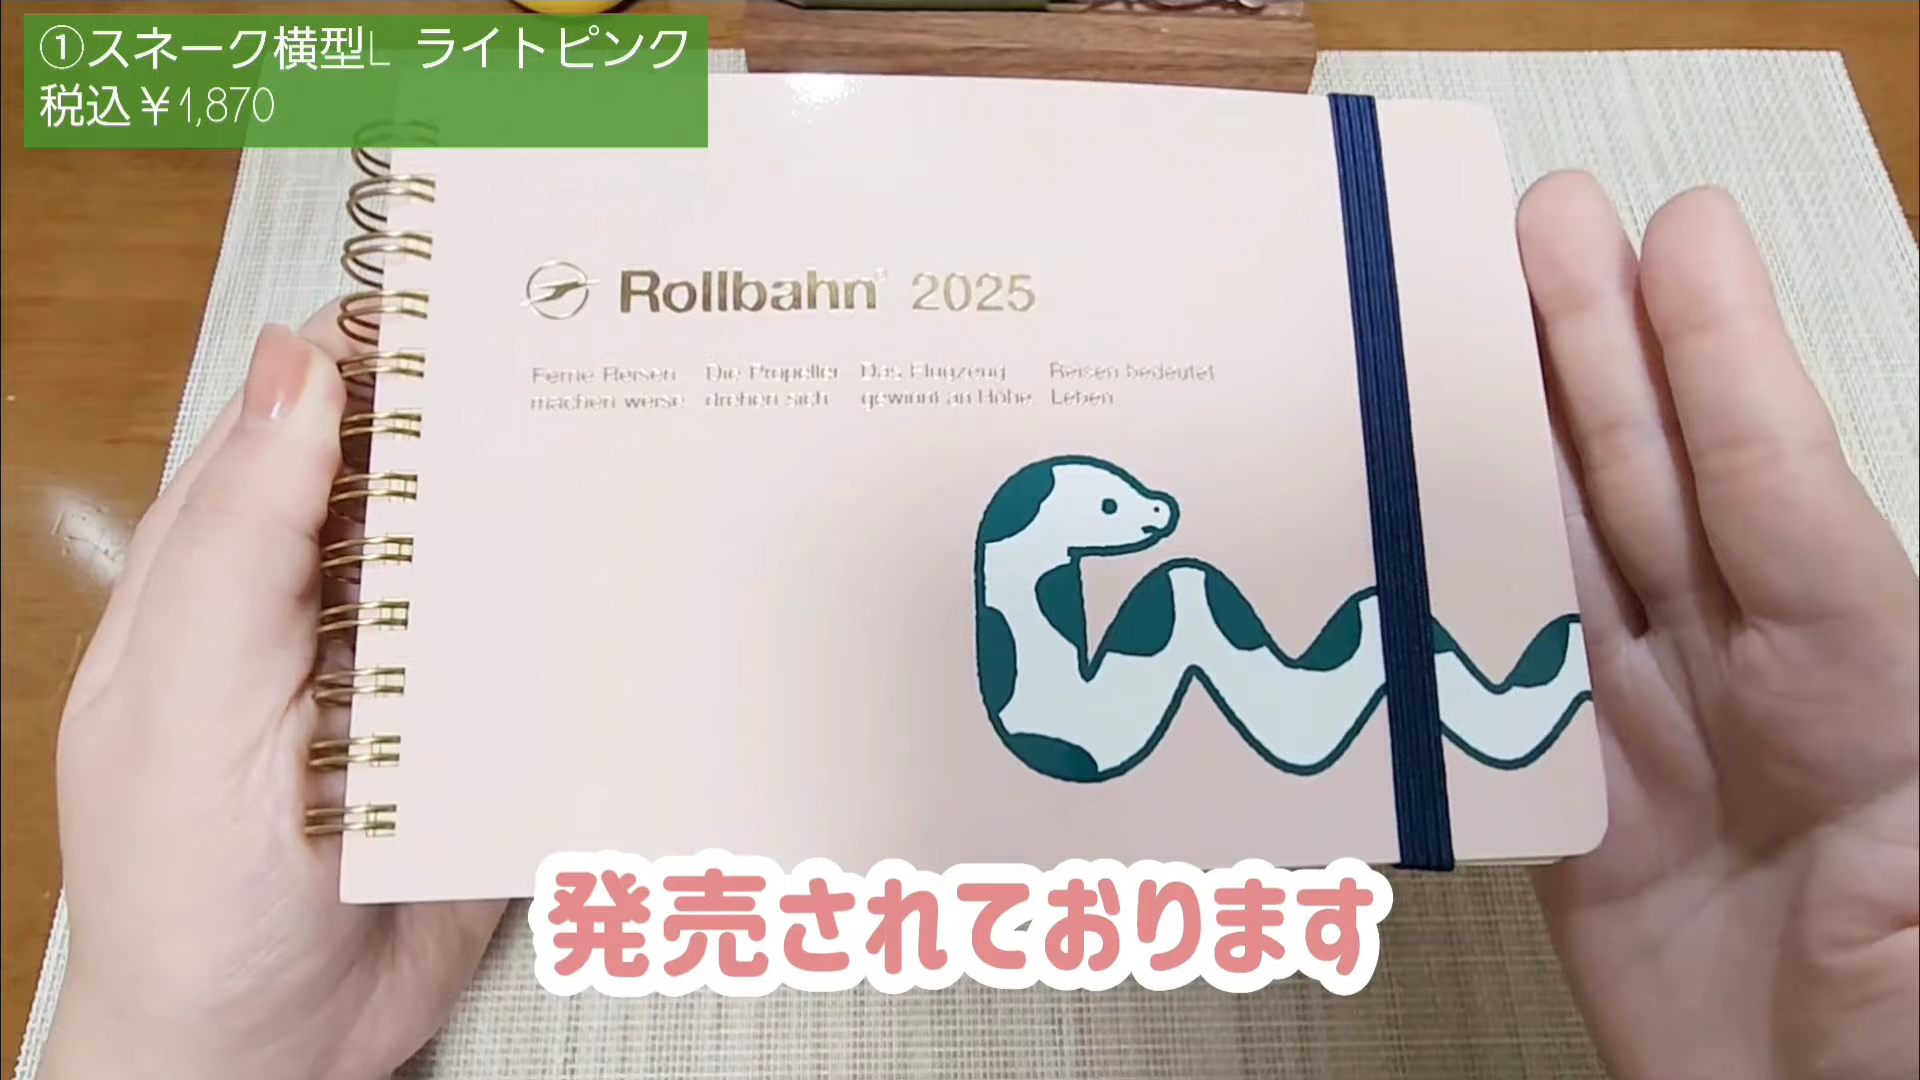 ①スネーク横型L ライトピンク
税込￥1,870
Rollbahn® 2025
Ferne Reisen Die Propeller Das Flugzeug Reisen bedeutet
machen weise drehen sich gewinnt an Höhe Leben
発売されております